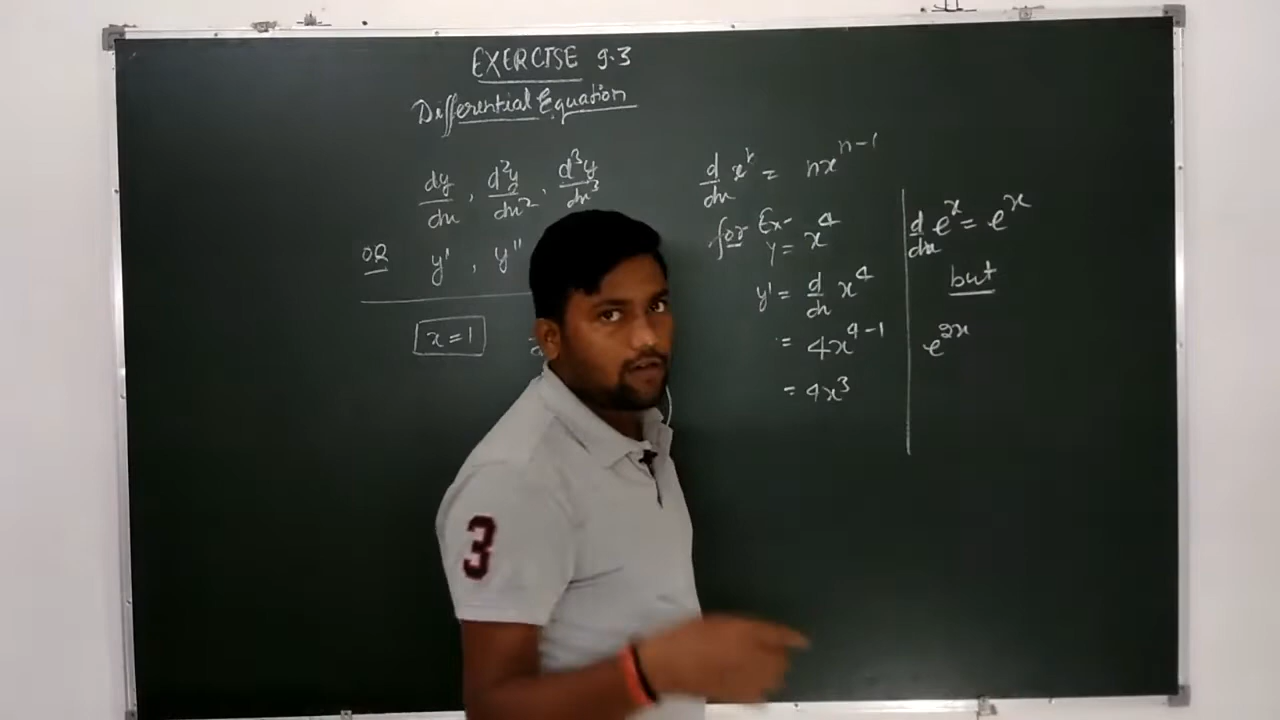 EXERCISE 9.3
Differential Equation
dy/dx, d²y/dx², d³y/dx³
OR y', y''
x=1
d/dx xⁿ = nxⁿ⁻¹
for Ex-
y = x⁴
y' = d/dx x⁴
= 4x⁴⁻¹
= 4x³
d/dx eˣ = eˣ
but
e²ˣ
3